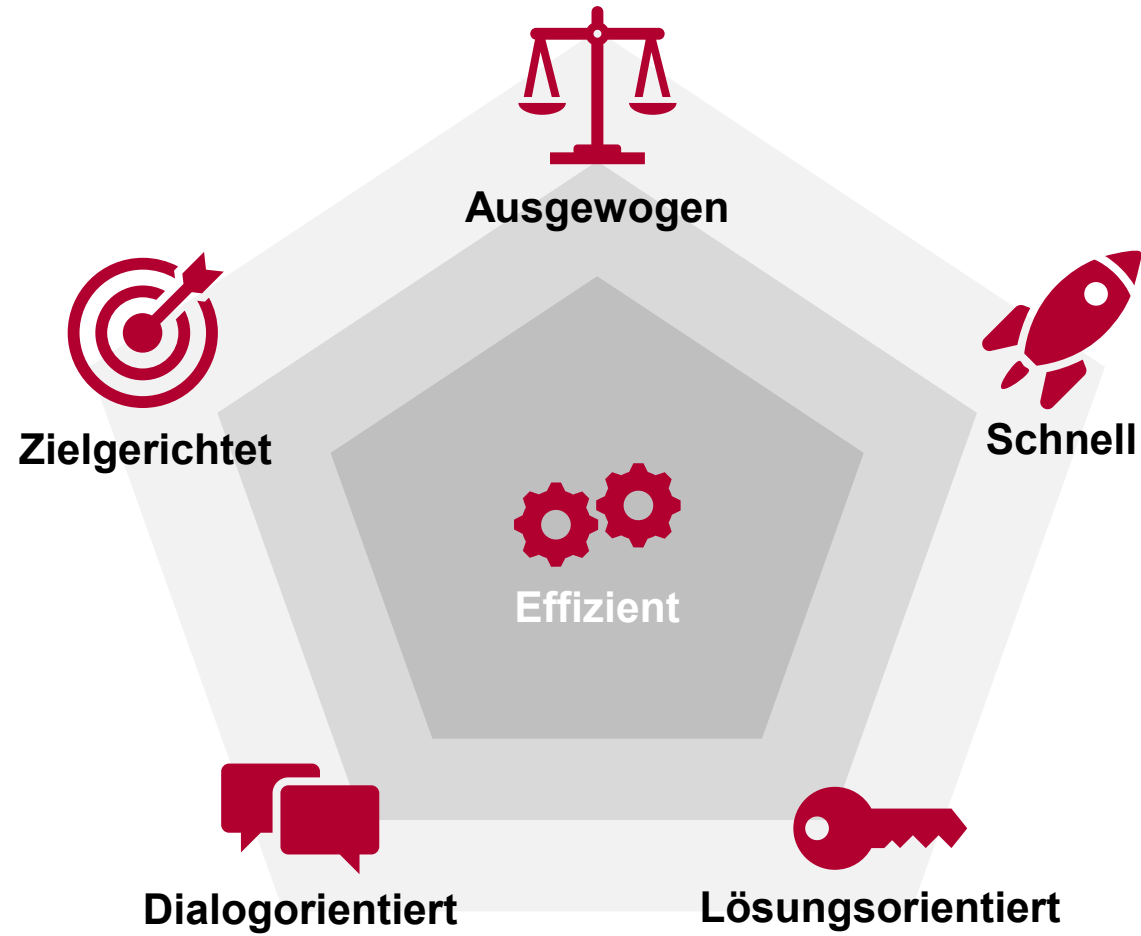 Ausgewogen
Zielgerichtet
Schnell
Effizient
Dialogorientiert
Lösungsorientiert